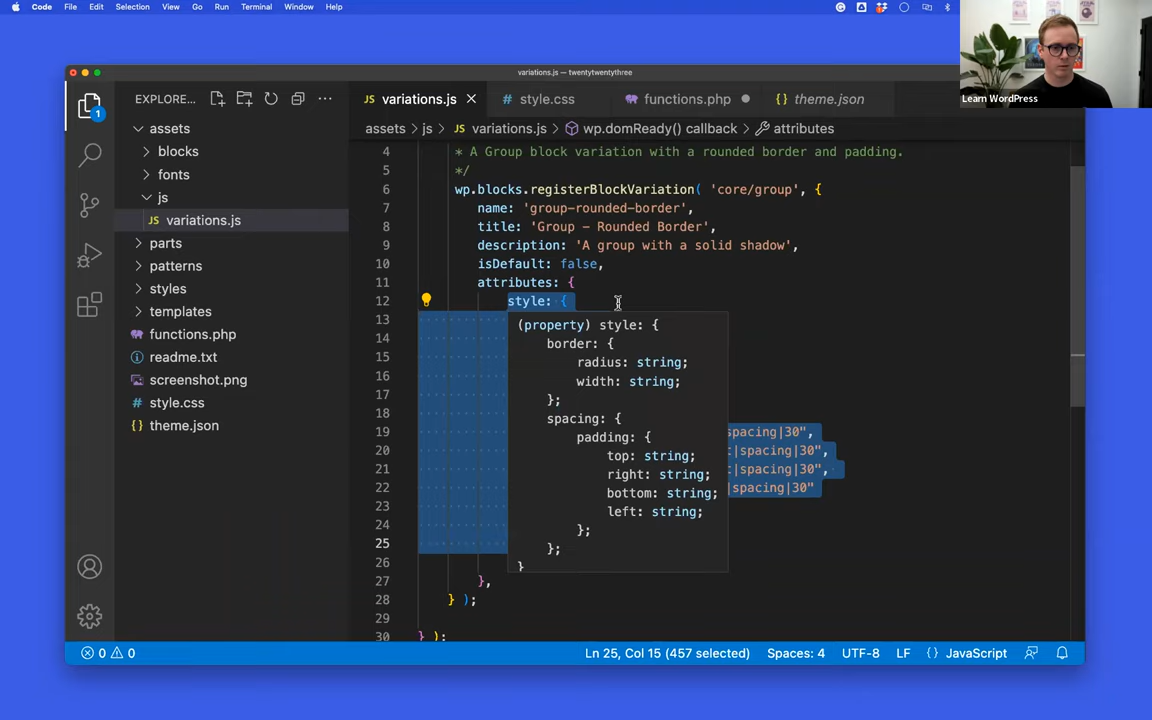 Code File Edit Selection View Go Run Terminal Window Help
variations.js — twentytwentythree
Learn WordPress
EXPLORE...
JS variations.js
style.css
functions.php
theme.json
assets > js > JS variations.js > wp.domReady() callback > attributes
1
assets
blocks
fonts
js
JS variations.js
parts
patterns
styles
templates
functions.php
readme.txt
screenshot.png
style.css
theme.json
4 * A Group block variation with a rounded border and padding.
5 */
6 wp.blocks.registerBlockVariation( 'core/group', {
7 name: 'group-rounded-border',
8 title: 'Group - Rounded Border',
9 description: 'A group with a solid shadow',
10 isDefault: false,
11 attributes: {
12 style: {
13
14
15
16
17
18
19 spacing|30",
20 |spacing|30",
21 |spacing|30",
22 |spacing|30"
23
24
25
26
27 },
28 } );
29
30 } );
(property) style: {
border: {
radius: string;
width: string;
};
spacing: {
padding: {
top: string;
right: string;
bottom: string;
left: string;
};
};
}
0 0 Ln 25, Col 15 (457 selected) Spaces: 4 UTF-8 LF {} JavaScript